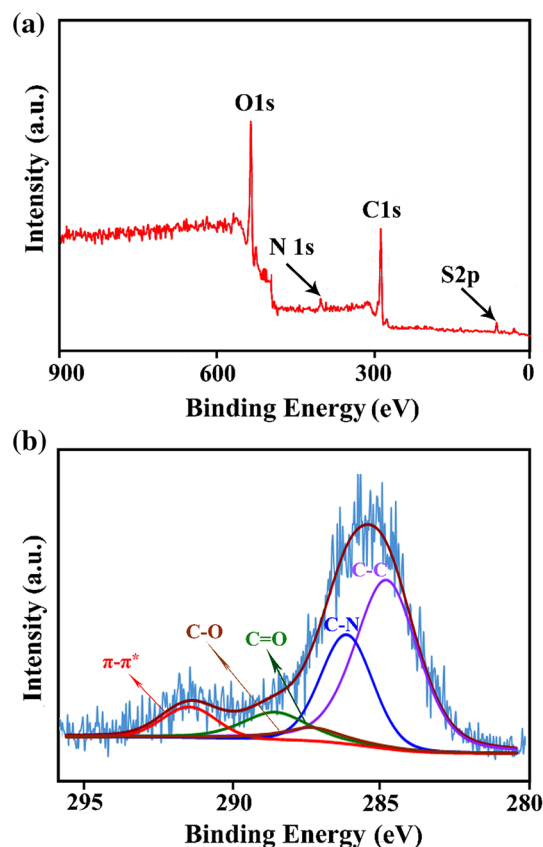 (a)
O1s
C1s
N 1s
S2p
Intensity (a.u.)
900 600 300 0
Binding Energy (eV)
(b)
C-C
C-N
C-O
C=O
π-π*
Intensity (a.u.)
295 290 285 280
Binding Energy (eV)